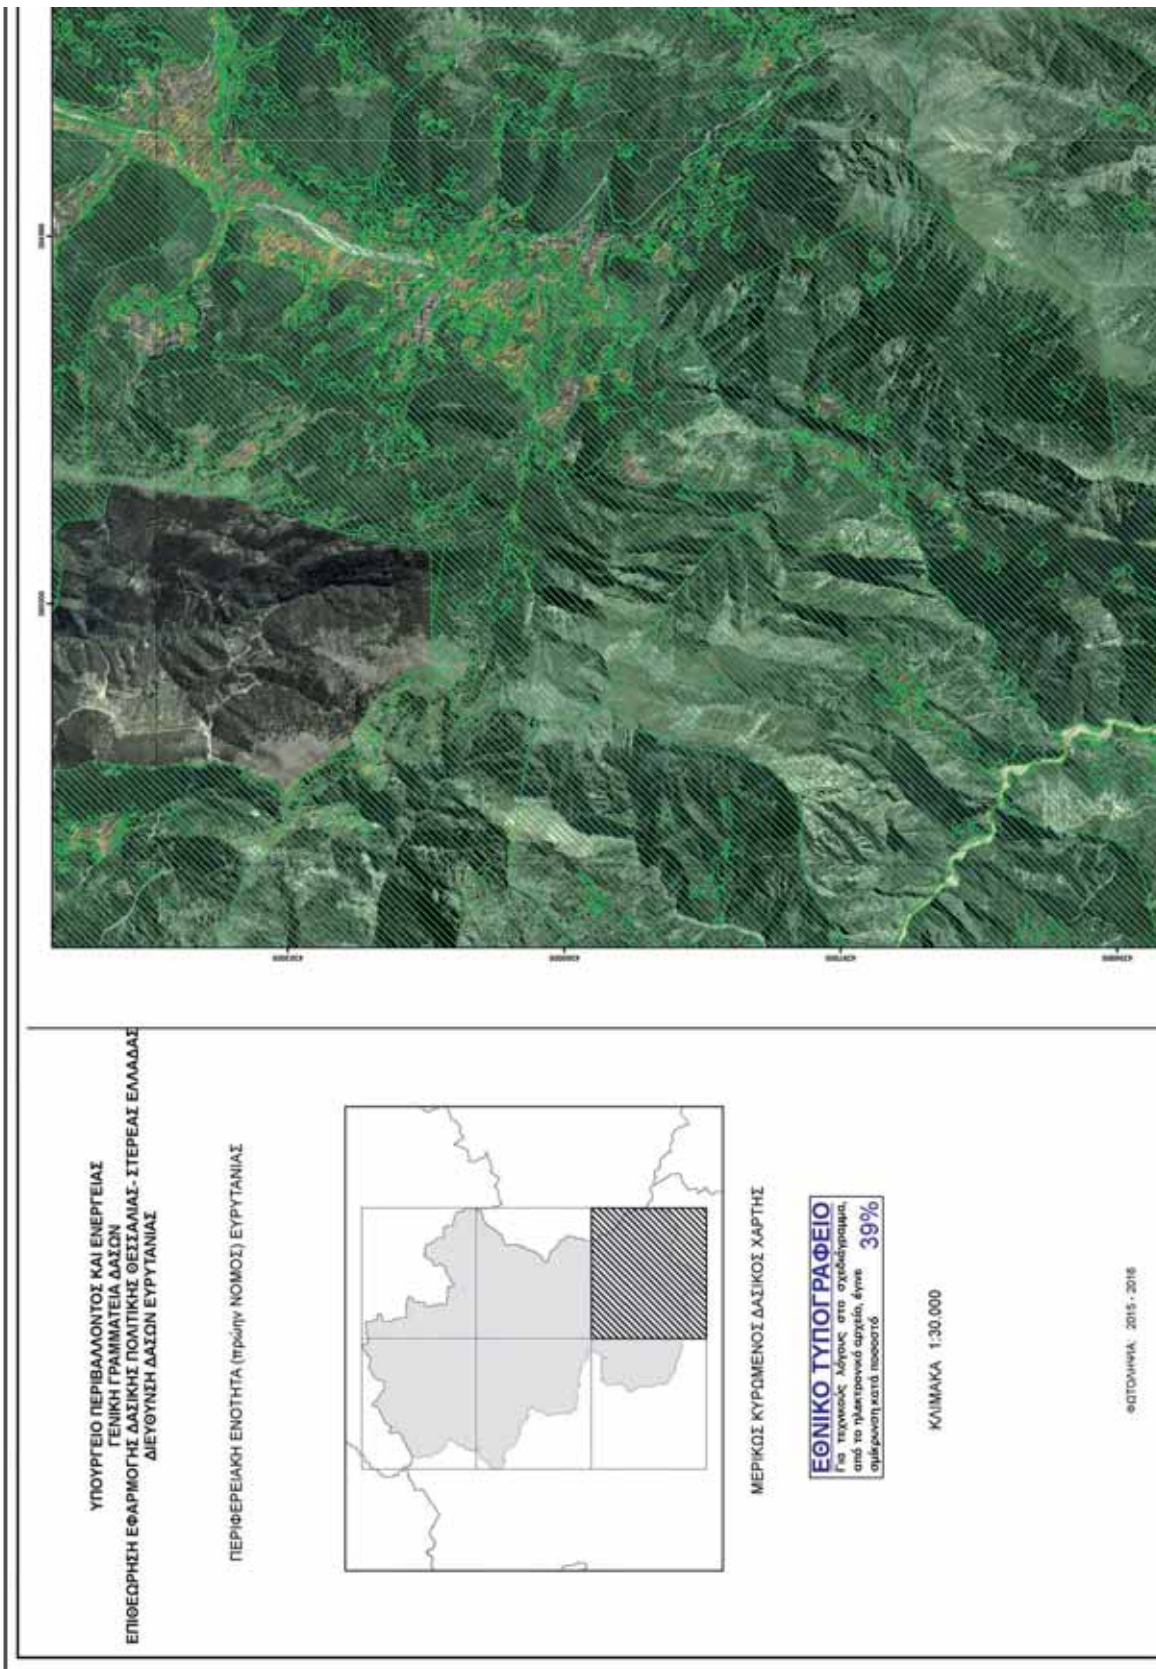 ΥΠΟΥΡΓΕΙΟ ΠΕΡΙΒΑΛΛΟΝΤΟΣ ΚΑΙ ΕΝΕΡΓΕΙΑΣ
ΓΕΝΙΚΗ ΓΡΑΜΜΑΤΕΙΑ ΔΑΣΩΝ
ΕΠΙΘΕΩΡΗΣΗ ΕΦΑΡΜΟΓΗΣ ΔΑΣΙΚΗΣ ΠΟΛΙΤΙΚΗΣ ΘΕΣΣΑΛΙΑΣ- ΣΤΕΡΕΑΣ ΕΛΛΑΔΑΣ
ΔΙΕΥΘΥΝΣΗ ΔΑΣΩΝ ΕΥΡΥΤΑΝΙΑΣ
ΠΕΡΙΦΕΡΕΙΑΚΗ ΕΝΟΤΗΤΑ (πρώην ΝΟΜΟΣ) ΕΥΡΥΤΑΝΙΑΣ
ΜΕΡΙΚΩΣ ΚΥΡΩΜΕΝΟΣ ΔΑΣΙΚΟΣ ΧΑΡΤΗΣ
ΕΘΝΙΚΟ ΤΥΠΟΓΡΑΦΕΙΟ
Για τεχνικούς λόγους στο σχεδιάγραμμα,
από το ηλεκτρονικό αρχείο, έγινε
σμίκρυνση κατά ποσοστό 39%
ΚΛΙΜΑΚΑ 1:30.000
ΦΩΤΟΛΗΨΙΑ: 2015 - 2016